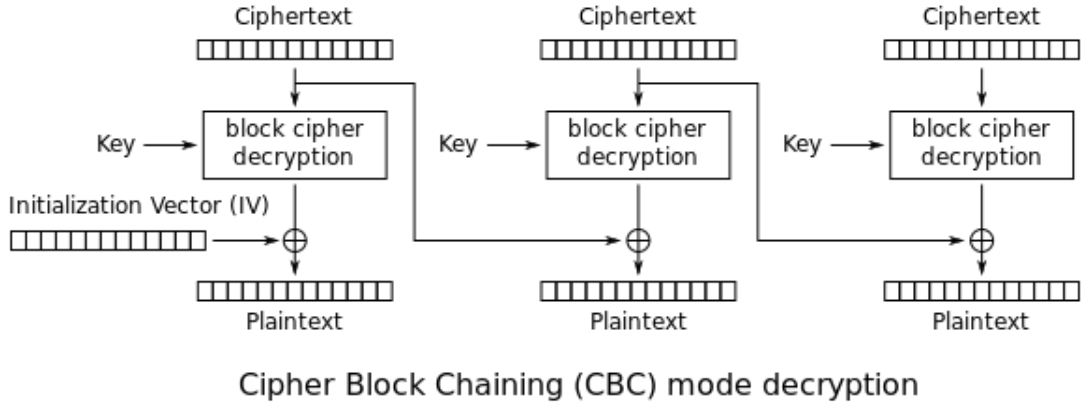 Ciphertext
Ciphertext
Ciphertext
Key
block cipher
decryption
Key
block cipher
decryption
Key
block cipher
decryption
Initialization Vector (IV)
Plaintext
Plaintext
Plaintext
Cipher Block Chaining (CBC) mode decryption